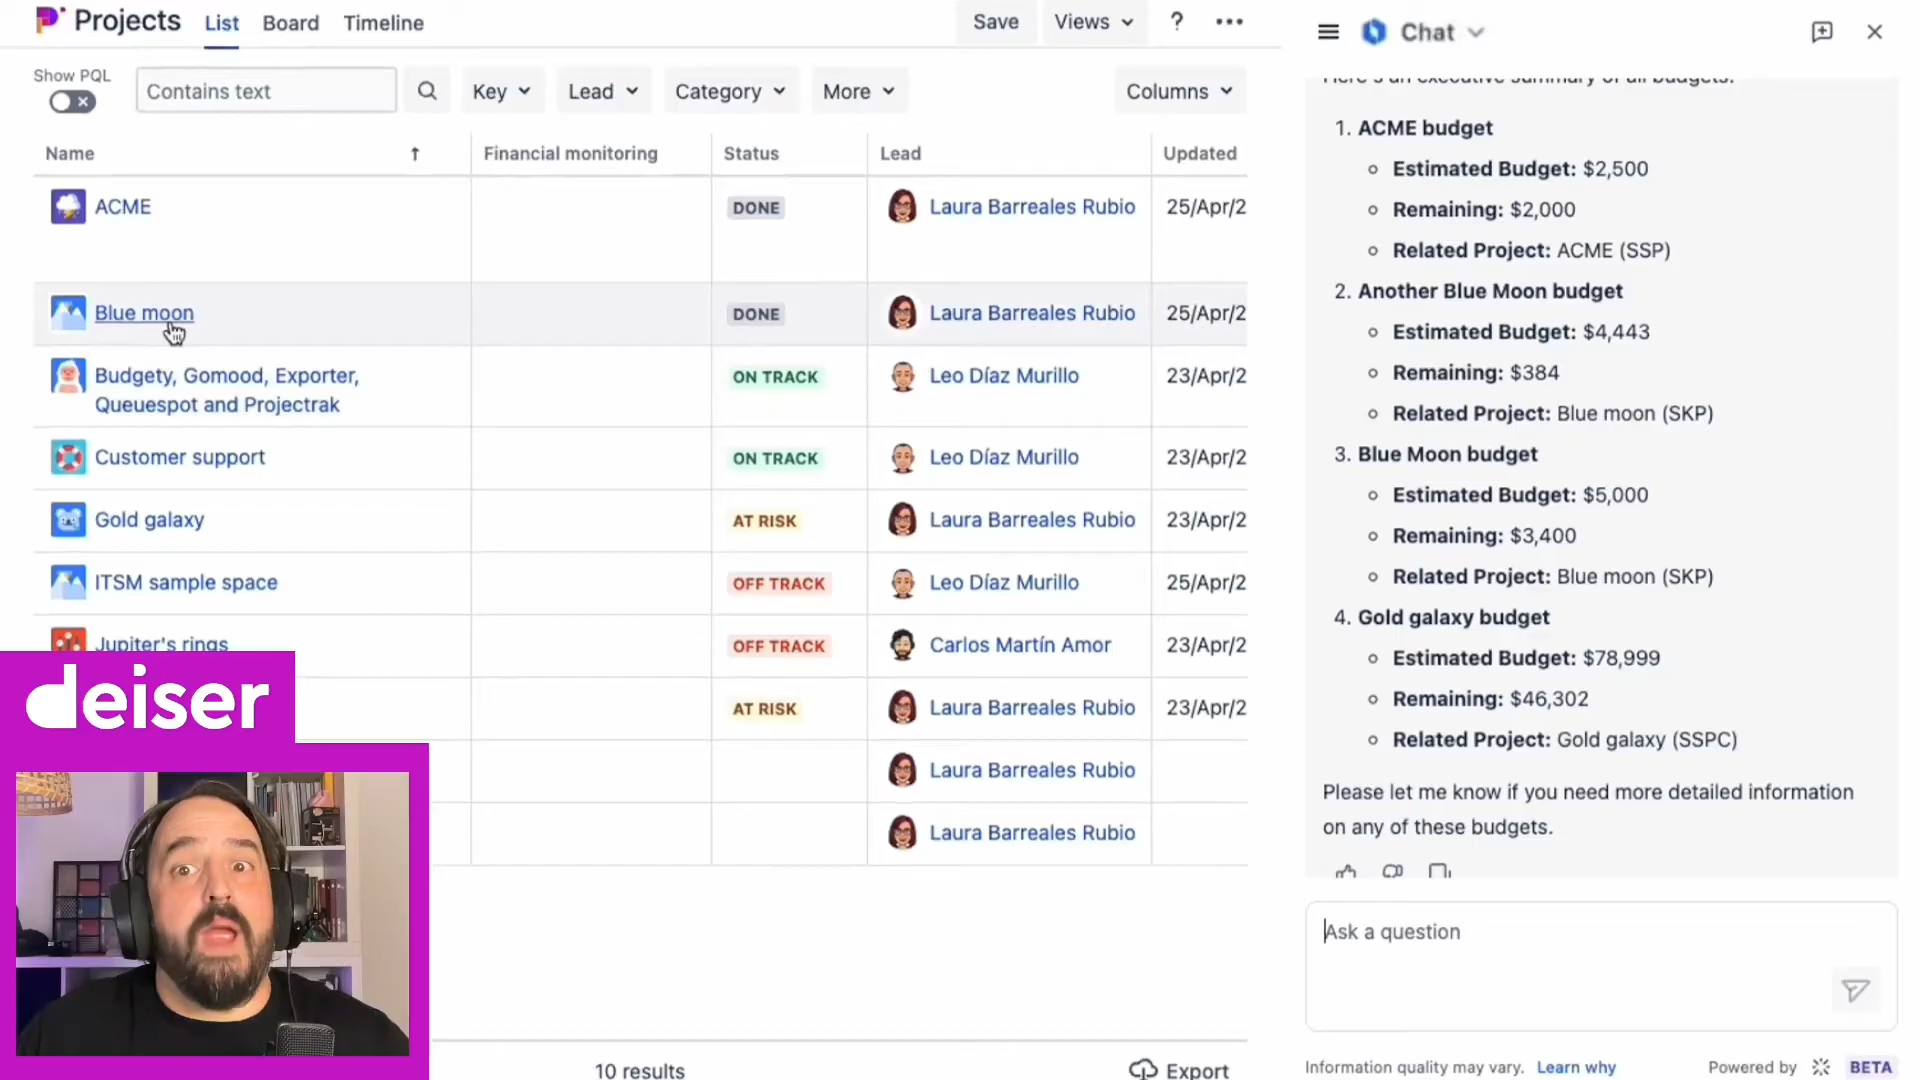 Projects List Board Timeline
Save Views ? •••
Show PQL
Contains text
Key Lead Category More Columns
Name Financial monitoring Status Lead Updated
ACME DONE Laura Barreales Rubio 25/Apr/2
Blue moon DONE Laura Barreales Rubio 25/Apr/2
Budgety, Gomood, Exporter, ON TRACK Leo Díaz Murillo 23/Apr/2
Queuespot and Projectrak
Customer support ON TRACK Leo Díaz Murillo 23/Apr/2
Gold galaxy AT RISK Laura Barreales Rubio 23/Apr/2
ITSM sample space OFF TRACK Leo Díaz Murillo 25/Apr/2
Jupiter's rings OFF TRACK Carlos Martín Amor 23/Apr/2
AT RISK Laura Barreales Rubio 23/Apr/2
Laura Barreales Rubio
Laura Barreales Rubio
10 results Export
deiser
Chat
Here's an executive summary of all budgets:
1. ACME budget
Estimated Budget: $2,500
Remaining: $2,000
Related Project: ACME (SSP)
2. Another Blue Moon budget
Estimated Budget: $4,443
Remaining: $384
Related Project: Blue moon (SKP)
3. Blue Moon budget
Estimated Budget: $5,000
Remaining: $3,400
Related Project: Blue moon (SKP)
4. Gold galaxy budget
Estimated Budget: $78,999
Remaining: $46,302
Related Project: Gold galaxy (SSPC)
Please let me know if you need more detailed information
on any of these budgets.
Ask a question
Information quality may vary. Learn why
Powered by BETA